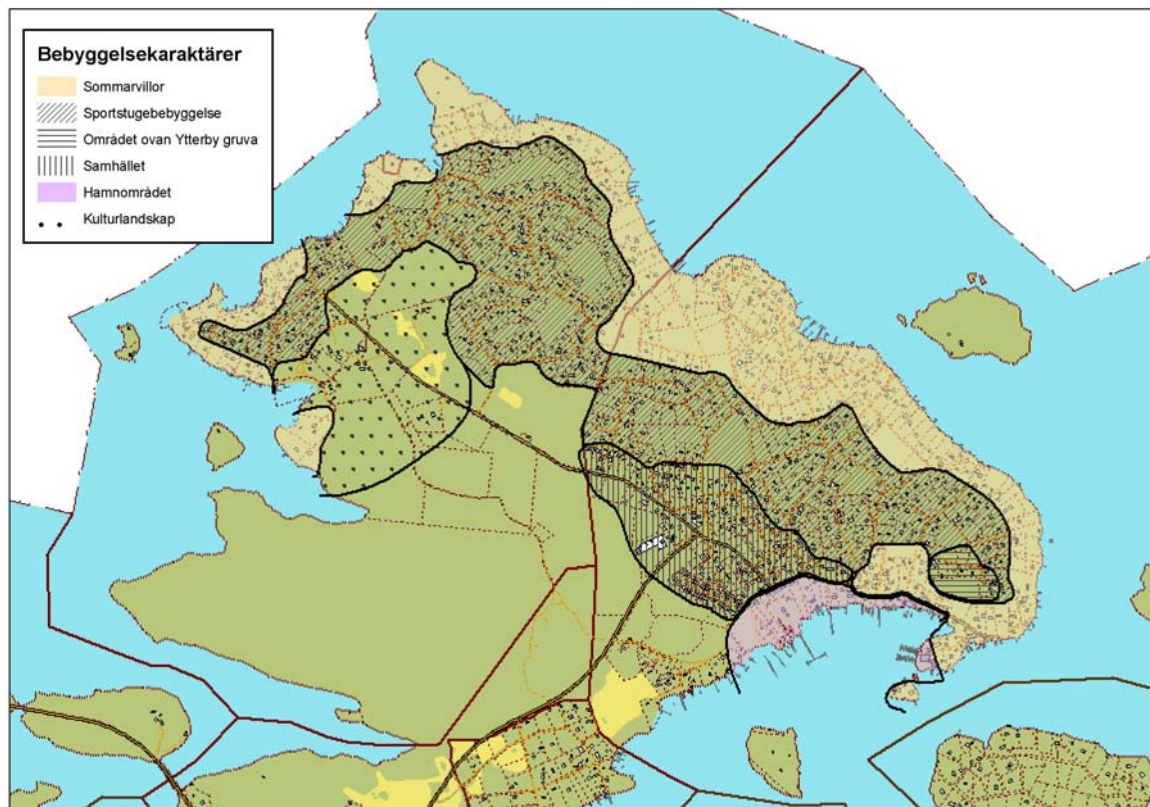 Bebyggelsekaraktärer
Sommarvillor
Sportstugebebyggelse
Området ovan Ytterby gruva
Samhället
Hamnområdet
Kulturlandskap